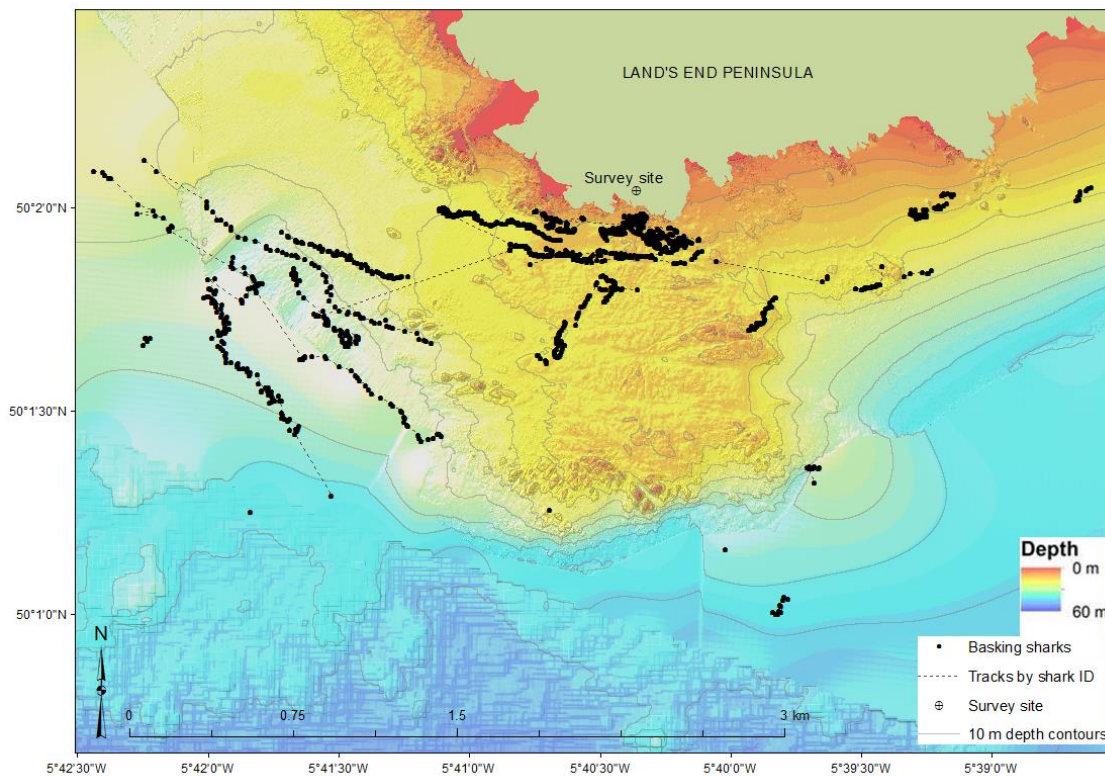 LAND'S END PENINSULA
Survey site
50°2'0"N
50°1'30"N
50°1'0"N
Depth
0 m
60 m
N
0 0.75 1.5 3 km
Basking sharks
Tracks by shark ID
Survey site
10 m depth contours
5°42'30"W 5°42'0"W 5°41'30"W 5°41'0"W 5°40'30"W 5°40'0"W 5°39'30"W 5°39'0"W